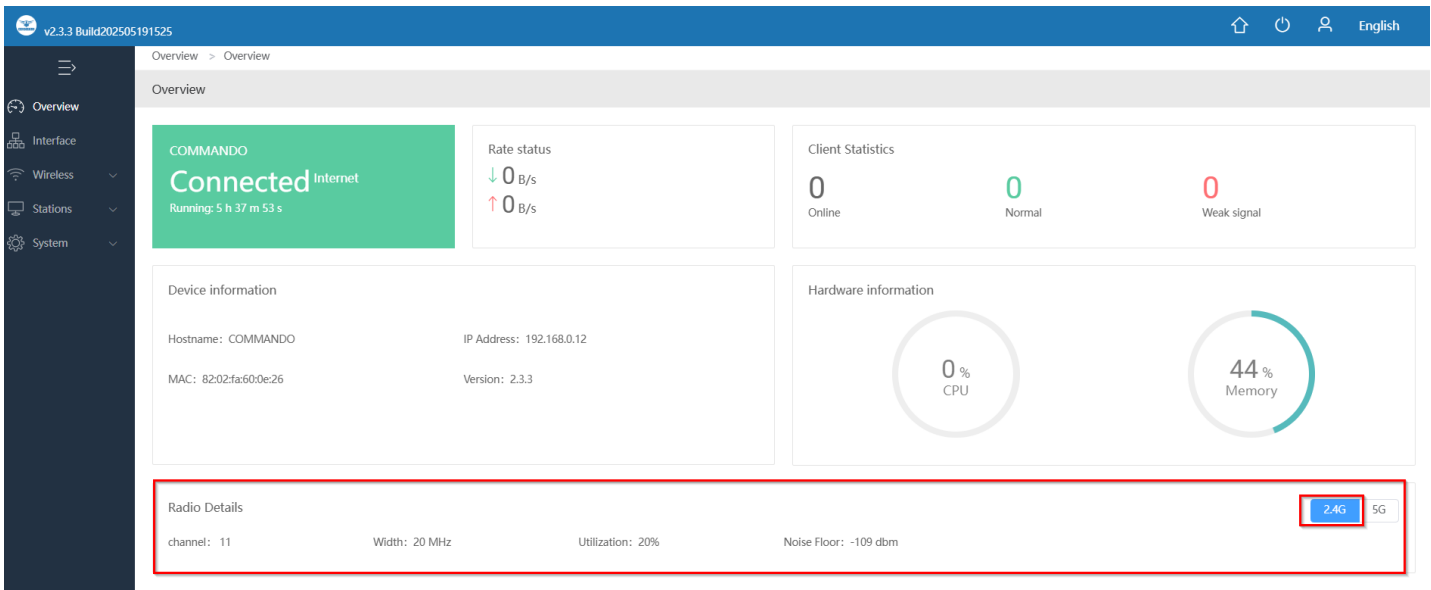 v2.3.3 Build202505191525
English
Overview
Interface
Wireless
Stations
System
Overview > Overview
Overview
COMMANDO
Connected Internet
Running: 5 h 37 m 53 s
Rate status
↓ 0 B/s
↑ 0 B/s
Client Statistics
0 0 0
Online Normal Weak signal
Device information
Hostname: COMMANDO IP Address: 192.168.0.12
MAC: 82:02:fa:60:0e:26 Version: 2.3.3
Hardware information
0 %
CPU
44 %
Memory
Radio Details
2.4G 5G
channel: 11 Width: 20 MHz Utilization: 20% Noise Floor: -109 dbm